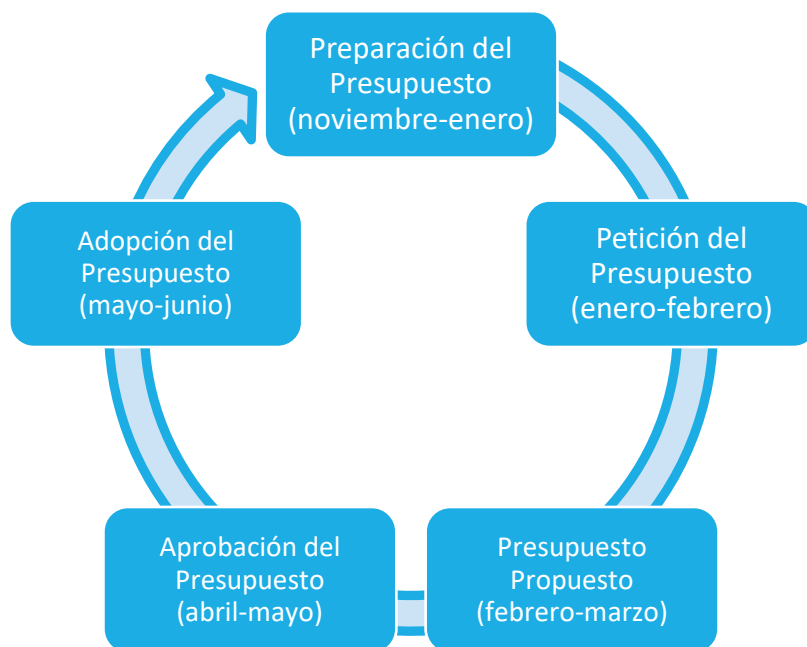 Preparación del
Presupuesto
(noviembre-enero)
Petición del
Presupuesto
(enero-febrero)
Presupuesto
Propuesto
(febrero-marzo)
Aprobación del
Presupuesto
(abril-mayo)
Adopción del
Presupuesto
(mayo-junio)